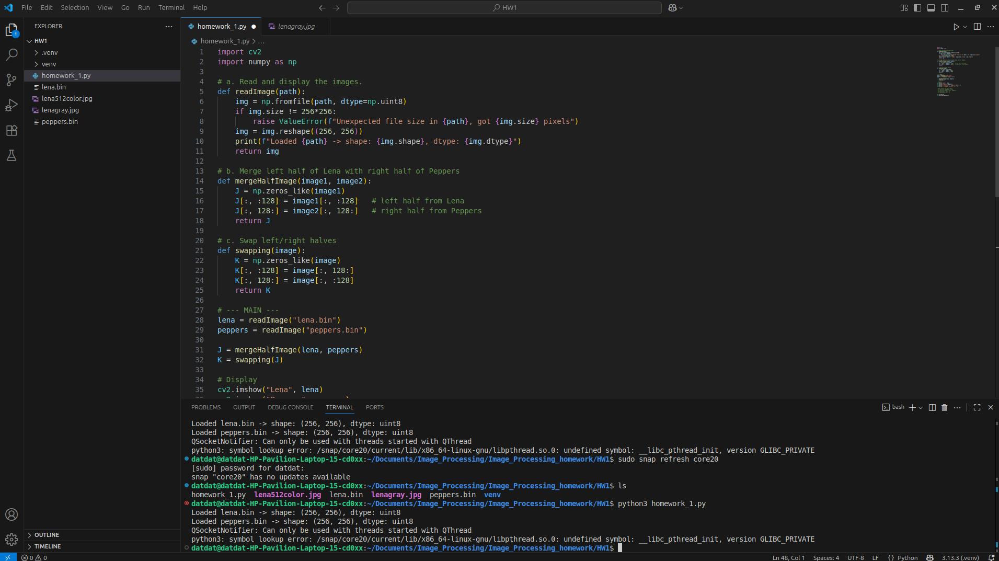 File Edit Selection View Go Run Terminal Help
HW1
EXPLORER
HW1
.venv
venv
homework_1.py
lena.bin
lena512color.jpg
lenagray.jpg
peppers.bin
OUTLINE
TIMELINE
1
homework_1.py
lenagray.jpg
homework_1.py > ...
1 import cv2
2 import numpy as np
3
4 # a. Read and display the images.
5 def readImage(path):
6 img = np.fromfile(path, dtype=np.uint8)
7 if img.size != 256*256:
8 raise ValueError(f"Unexpected file size in {path}, got {img.size} pixels")
9 img = img.reshape((256, 256))
10 print(f"Loaded {path} -> shape: {img.shape}, dtype: {img.dtype}")
11 return img
12
13 # b. Merge left half of Lena with right half of Peppers
14 def mergeHalfImage(image1, image2):
15 J = np.zeros_like(image1)
16 J[:, :128] = image1[:, :128] # left half from Lena
17 J[:, 128:] = image2[:, 128:] # right half from Peppers
18 return J
19
20 # c. Swap left/right halves
21 def swapping(image):
22 K = np.zeros_like(image)
23 K[:, :128] = image[:, 128:]
24 K[:, 128:] = image[:, :128]
25 return K
26
27 # --- MAIN ---
28 lena = readImage("lena.bin")
29 peppers = readImage("peppers.bin")
30
31 J = mergeHalfImage(lena, peppers)
32 K = swapping(J)
33
34 # Display
35 cv2.imshow("Lena", lena)
PROBLEMS OUTPUT DEBUG CONSOLE TERMINAL PORTS
bash
Loaded lena.bin -> shape: (256, 256), dtype: uint8
Loaded peppers.bin -> shape: (256, 256), dtype: uint8
QSocketNotifier: Can only be used with threads started with QThread
python3: symbol lookup error: /snap/core20/current/lib/x86_64-linux-gnu/libpthread.so.0: undefined symbol: __libc_pthread_init, version GLIBC_PRIVATE
datdat@datdat-HP-Pavilion-Laptop-15-cd0xx:~/Documents/Image_Processing/Image_Processing_homework/HW1$ sudo snap refresh core20
[sudo] password for datdat:
snap "core20" has no updates available
datdat@datdat-HP-Pavilion-Laptop-15-cd0xx:~/Documents/Image_Processing/Image_Processing_homework/HW1$ ls
homework_1.py lena512color.jpg lena.bin lenagray.jpg peppers.bin venv
datdat@datdat-HP-Pavilion-Laptop-15-cd0xx:~/Documents/Image_Processing/Image_Processing_homework/HW1$ python3 homework_1.py
Loaded lena.bin -> shape: (256, 256), dtype: uint8
Loaded peppers.bin -> shape: (256, 256), dtype: uint8
QSocketNotifier: Can only be used with threads started with QThread
python3: symbol lookup error: /snap/core20/current/lib/x86_64-linux-gnu/libpthread.so.0: undefined symbol: __libc_pthread_init, version GLIBC_PRIVATE
datdat@datdat-HP-Pavilion-Laptop-15-cd0xx:~/Documents/Image_Processing/Image_Processing_homework/HW1$
0 0
Ln 48, Col 1 Spaces: 4 UTF-8 LF {} Python 3.13.3 (.venv)